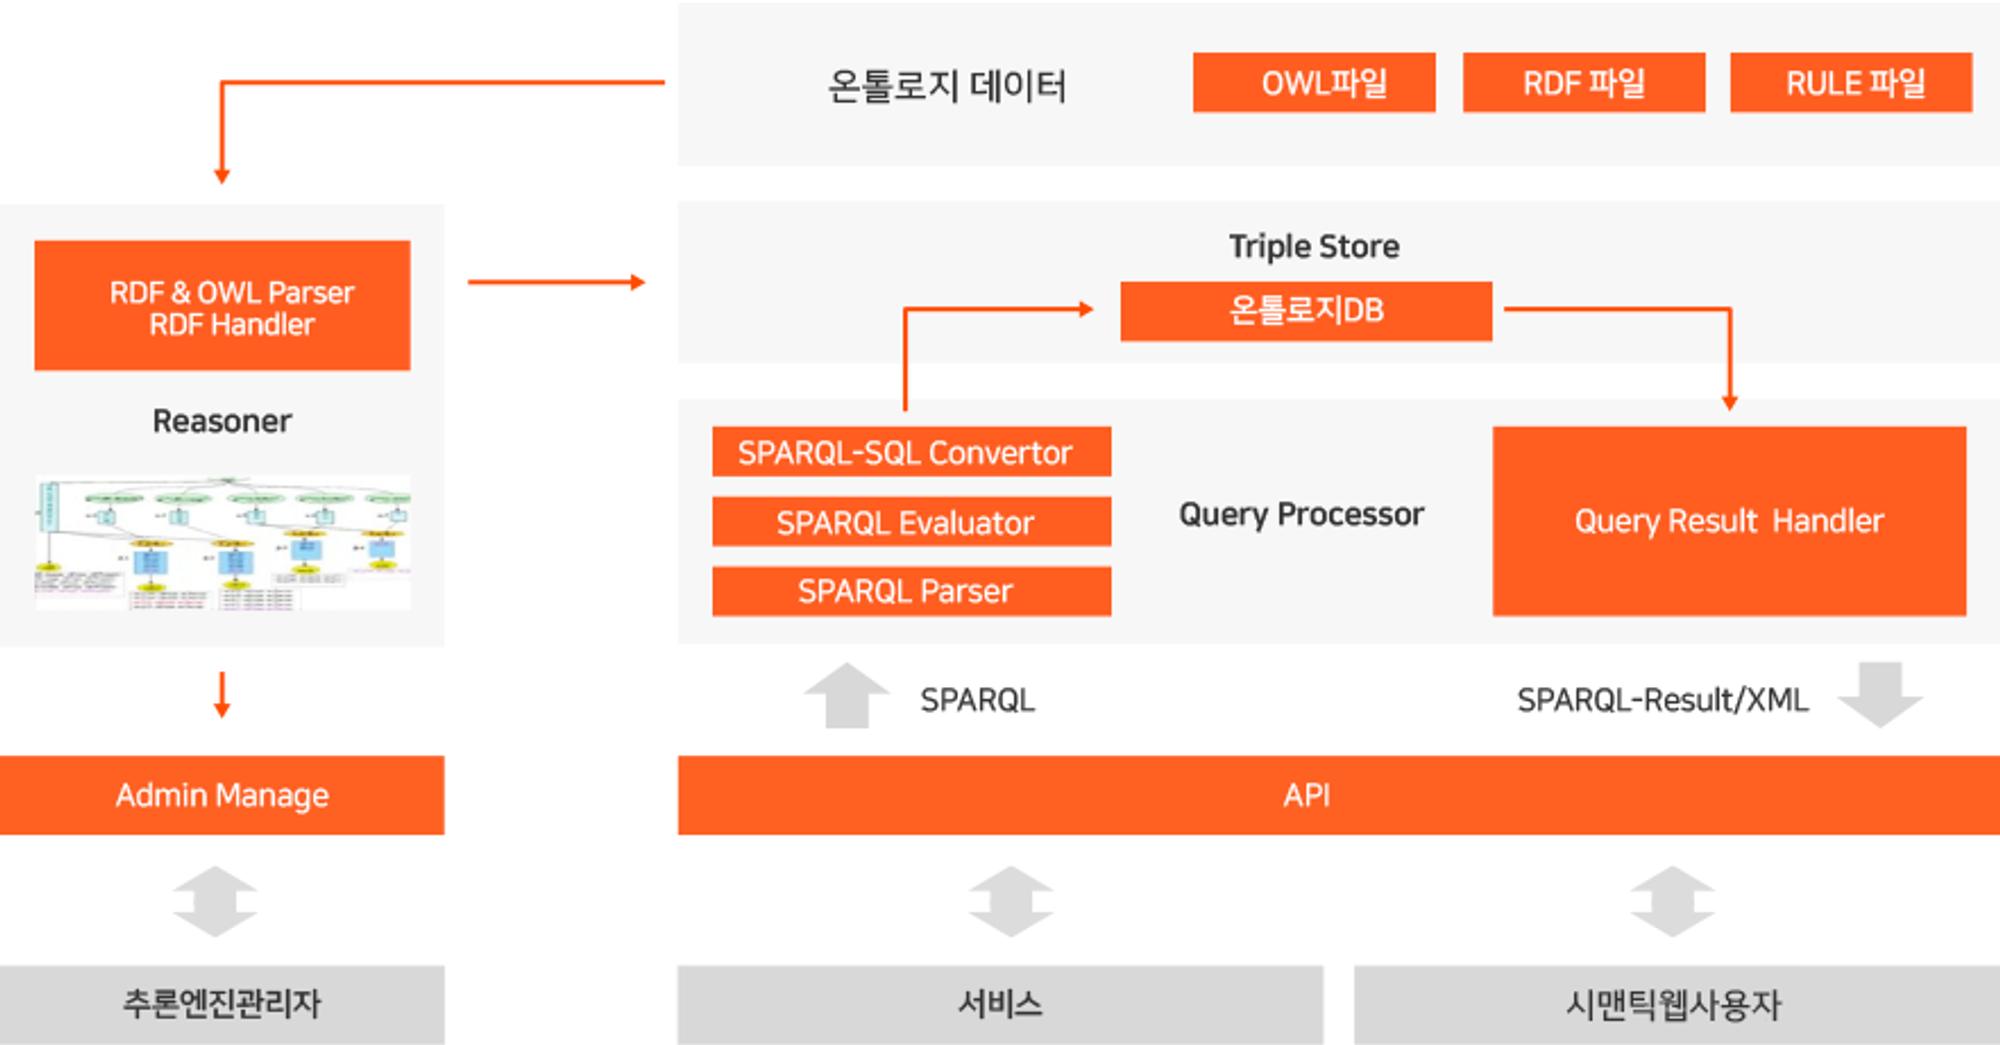 온톨로지 데이터
OWL파일
RDF 파일
RULE 파일
RDF & OWL Parser
RDF Handler
Reasoner
Triple Store
온톨로지DB
SPARQL-SQL Convertor
SPARQL Evaluator
SPARQL Parser
Query Processor
Query Result Handler
SPARQL
SPARQL-Result/XML
Admin Manage
API
추론엔진관리자
서비스
시맨틱웹사용자